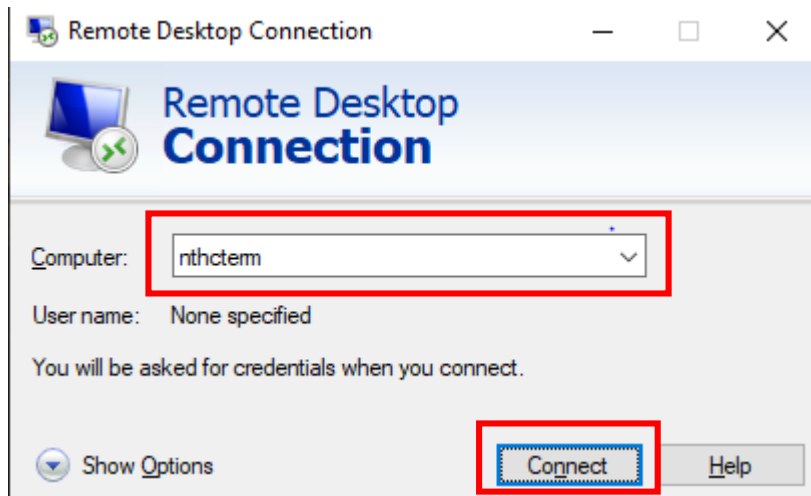 Remote Desktop Connection
Remote Desktop
Connection
Computer: nthcterm
User name: None specified
You will be asked for credentials when you connect.
Show Options Connect Help